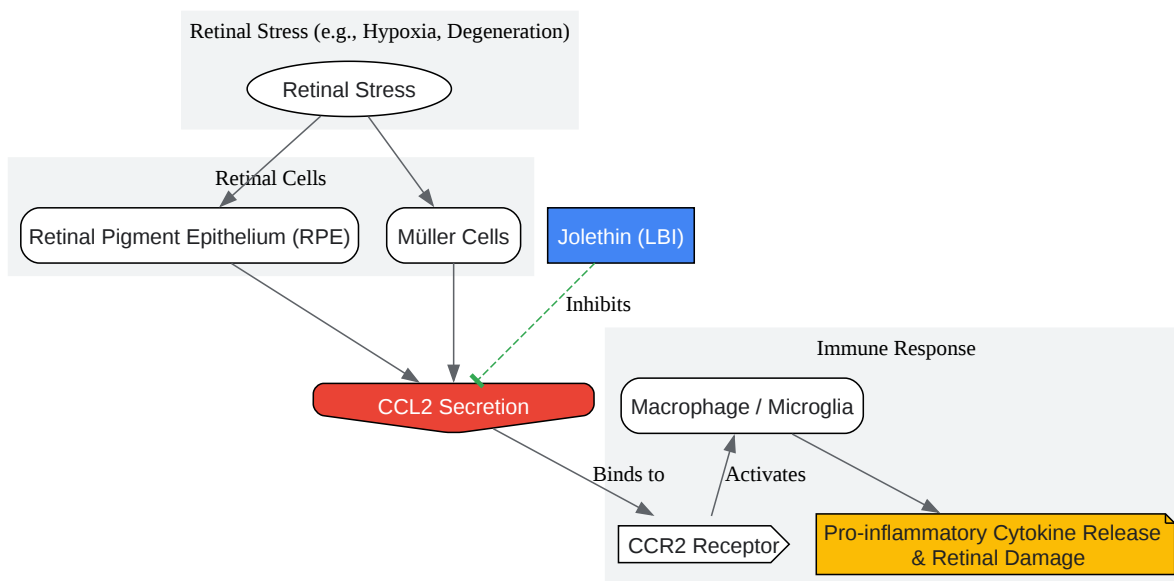 Retinal Stress (e.g., Hypoxia, Degeneration)
Retinal Stress
Retinal Cells
Retinal Pigment Epithelium (RPE)
Müller Cells
Jolethin (LBI)
Inhibits
Immune Response
CCL2 Secretion
Macrophage / Microglia
Binds to
Activates
CCR2 Receptor
Pro-inflammatory Cytokine Release
& Retinal Damage